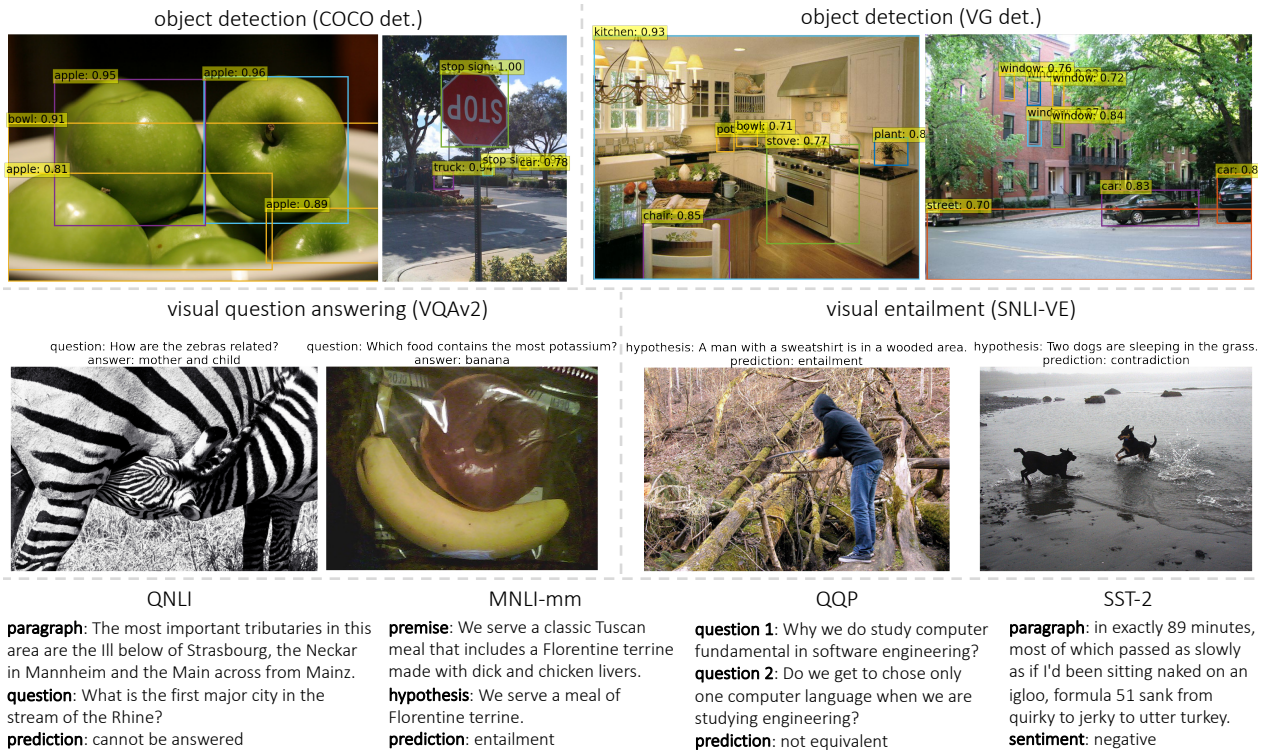 object detection (COCO det.)
object detection (VG det.)
apple: 0.95
apple: 0.96
bowl: 0.91
apple: 0.81
apple: 0.89
stop sign: 1.00
STOP
truck: 0.94
stop sign
car: 0.78
kitchen: 0.93
pot
bowl: 0.71
stove: 0.77
plant: 0.8
chair: 0.85
window: 0.76
window: 0.72
window: 0.84
car: 0.83
car: 0.8
street: 0.70
visual question answering (VQAv2)
visual entailment (SNLI-VE)
question: How are the zebras related?
answer: mother and child
question: Which food contains the most potassium?
answer: banana
hypothesis: A man with a sweatshirt is in a wooded area.
prediction: entailment
hypothesis: Two dogs are sleeping in the grass.
prediction: contradiction
QNLI
paragraph: The most important tributaries in this
area are the Ill below of Strasbourg, the Neckar
in Mannheim and the Main across from Mainz.
question: What is the first major city in the
stream of the Rhine?
prediction: cannot be answered
MNLI-mm
premise: We serve a classic Tuscan
meal that includes a Florentine terrine
made with dick and chicken livers.
hypothesis: We serve a meal of
Florentine terrine.
prediction: entailment
QQP
question 1: Why we do study computer
fundamental in software engineering?
question 2: Do we get to chose only
one computer language when we are
studying engineering?
prediction: not equivalent
SST-2
paragraph: in exactly 89 minutes,
most of which passed as slowly
as if I'd been sitting naked on an
igloo, formula 51 sank from
quirky to jerky to utter turkey.
sentiment: negative